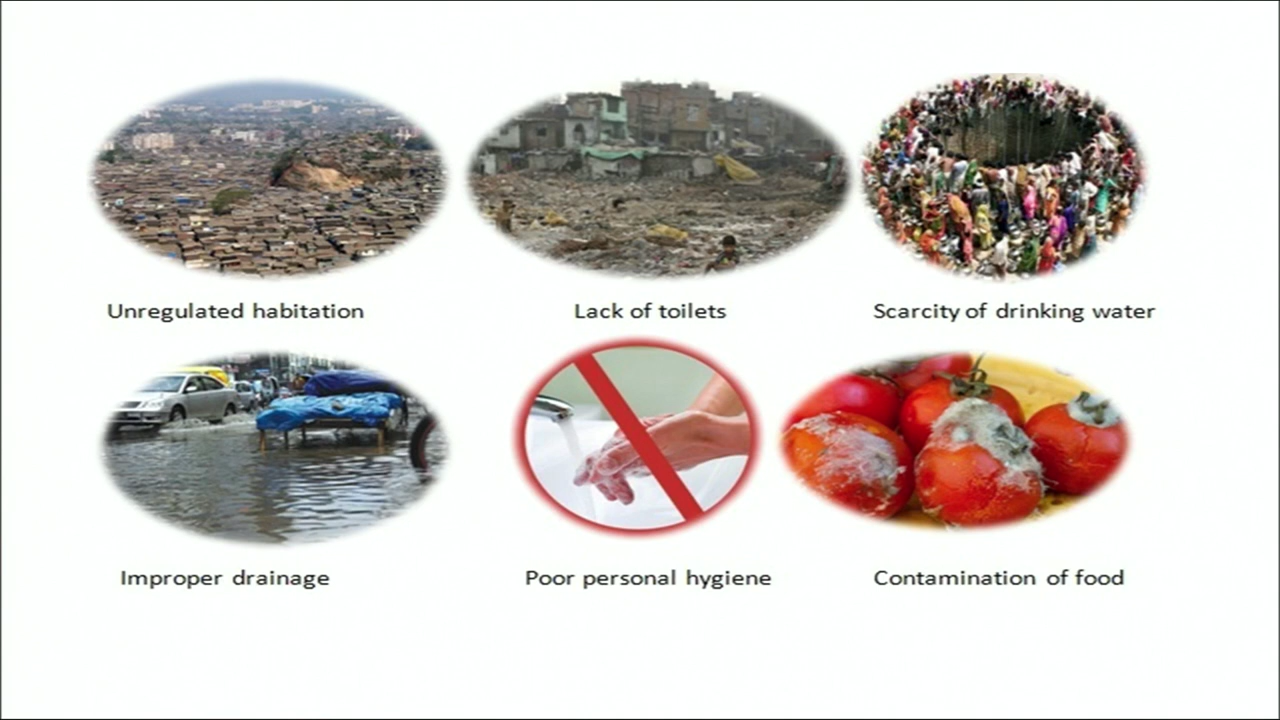 Unregulated habitation
Lack of toilets
Scarcity of drinking water
Improper drainage
Poor personal hygiene
Contamination of food